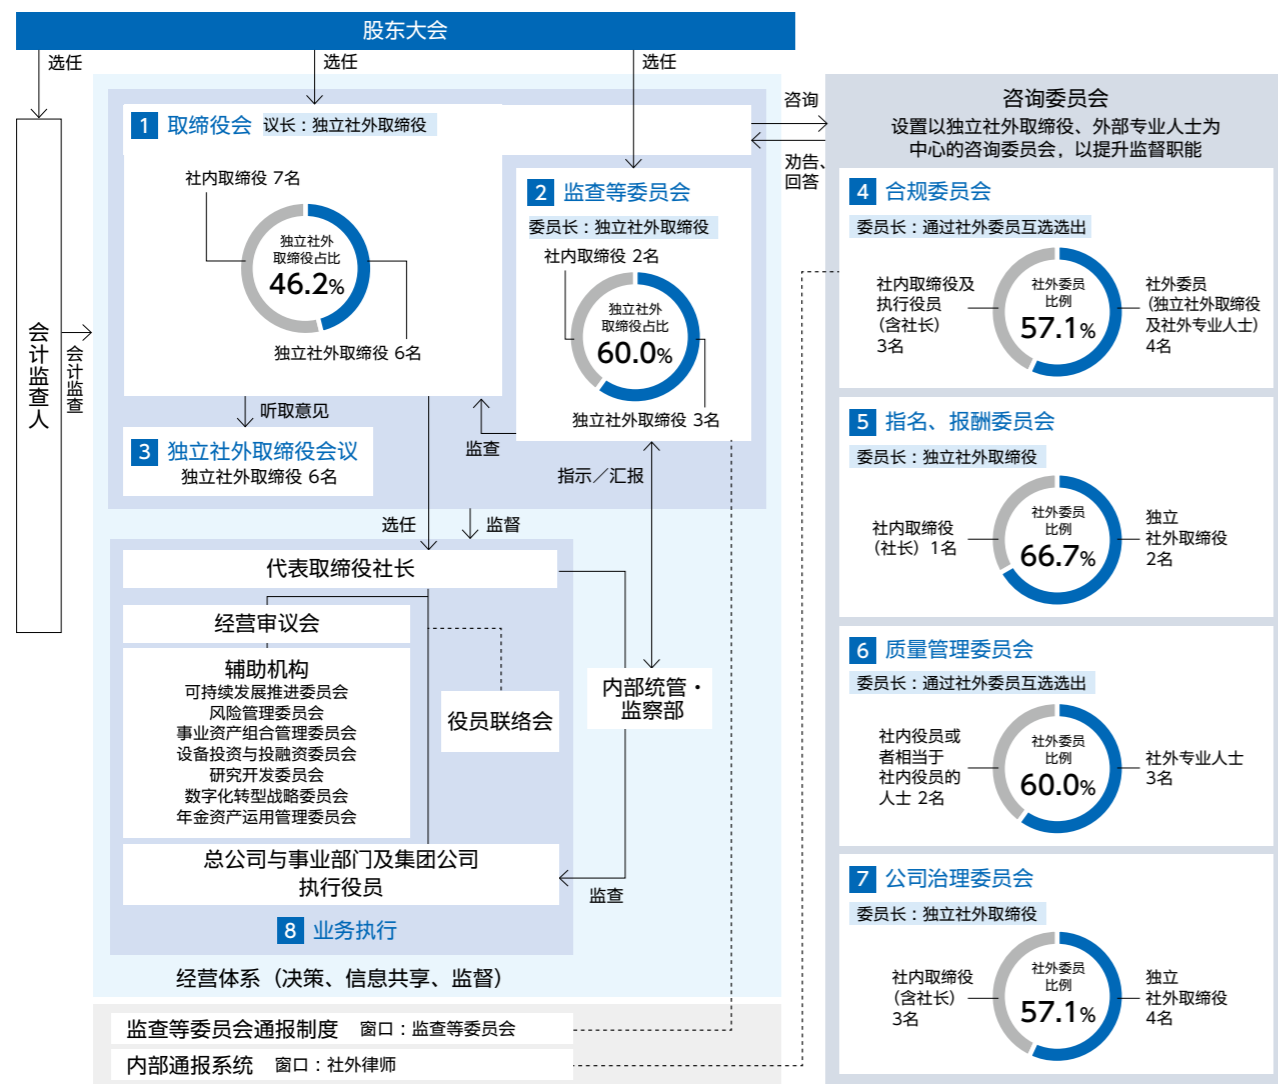 股东大会
选任
选任
选任
会计监查人
会计监查
1 取缔役会 议长：独立社外取缔役
社内取缔役 7名
独立社外
取缔役占比
46.2%
独立社外取缔役 6名
听取意见
3 独立社外取缔役会议
独立社外取缔役 6名
2 监查等委员会
委员长：独立社外取缔役
社内取缔役 2名
独立社外
取缔役占比
60.0%
独立社外取缔役 3名
监查
指示／汇报
选任
监督
代表取缔役社长
经营审议会
辅助机构
可持续发展推进委员会
风险管理委员会
事业资产组合管理委员会
设备投资与投融资委员会
研究开发委员会
数字化转型战略委员会
年金资产运用管理委员会
役员联络会
内部统管・
监察部
总公司与事业部门及集团公司
执行役员
监查
8 业务执行
经营体系（决策、信息共享、监督）
监查等委员会通报制度 窗口：监查等委员会
内部通报系统 窗口：社外律师
咨询
劝告、
回答
咨询委员会
设置以独立社外取缔役、外部专业人士为
中心的咨询委员会，以提升监督职能
4 合规委员会
委员长：通过社外委员互选选出
社内取缔役及
执行役员
（含社长）
3名
社外委员
比例
57.1%
社外委员
（独立社外取缔役
及社外专业人士）
4名
5 指名、报酬委员会
委员长：独立社外取缔役
社内取缔役
（社长）1名
社外委员
比例
66.7%
独立
社外取缔役
2名
6 质量管理委员会
委员长：通过社外委员互选选出
社内役员或
者相当于
社内役员的
人士 2名
社外委员
比例
60.0%
社外专业人士
3名
7 公司治理委员会
委员长：独立社外取缔役
社内取缔役
（含社长）
3名
社外委员
比例
57.1%
独立
社外取缔役
4名